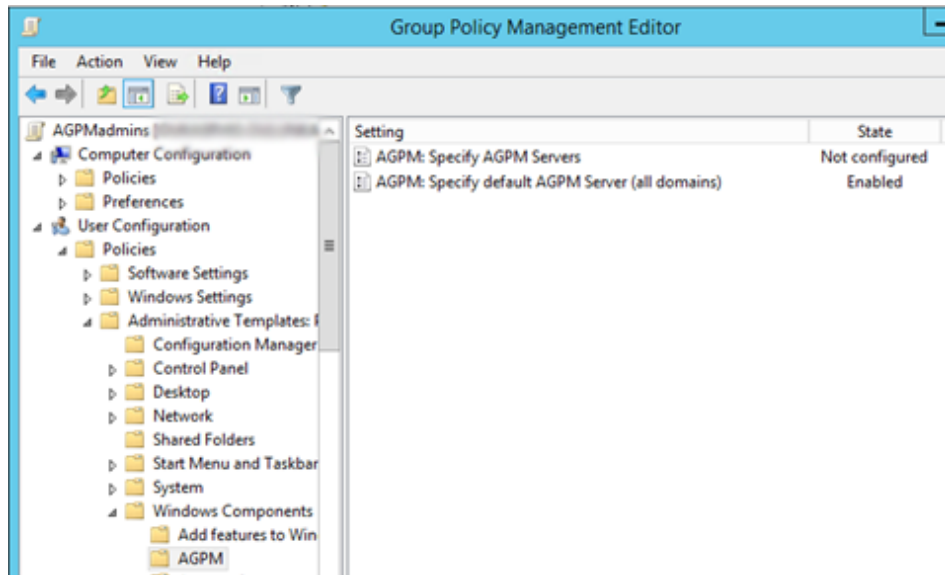 Group Policy Management Editor
File Action View Help
AGPMadmins
Computer Configuration
Policies
Preferences
User Configuration
Policies
Software Settings
Windows Settings
Administrative Templates:
Configuration Manager
Control Panel
Desktop
Network
Shared Folders
Start Menu and Taskbar
System
Windows Components
Add features to Win
AGPM
Setting State
AGPM: Specify AGPM Servers Not configured
AGPM: Specify default AGPM Server (all domains) Enabled